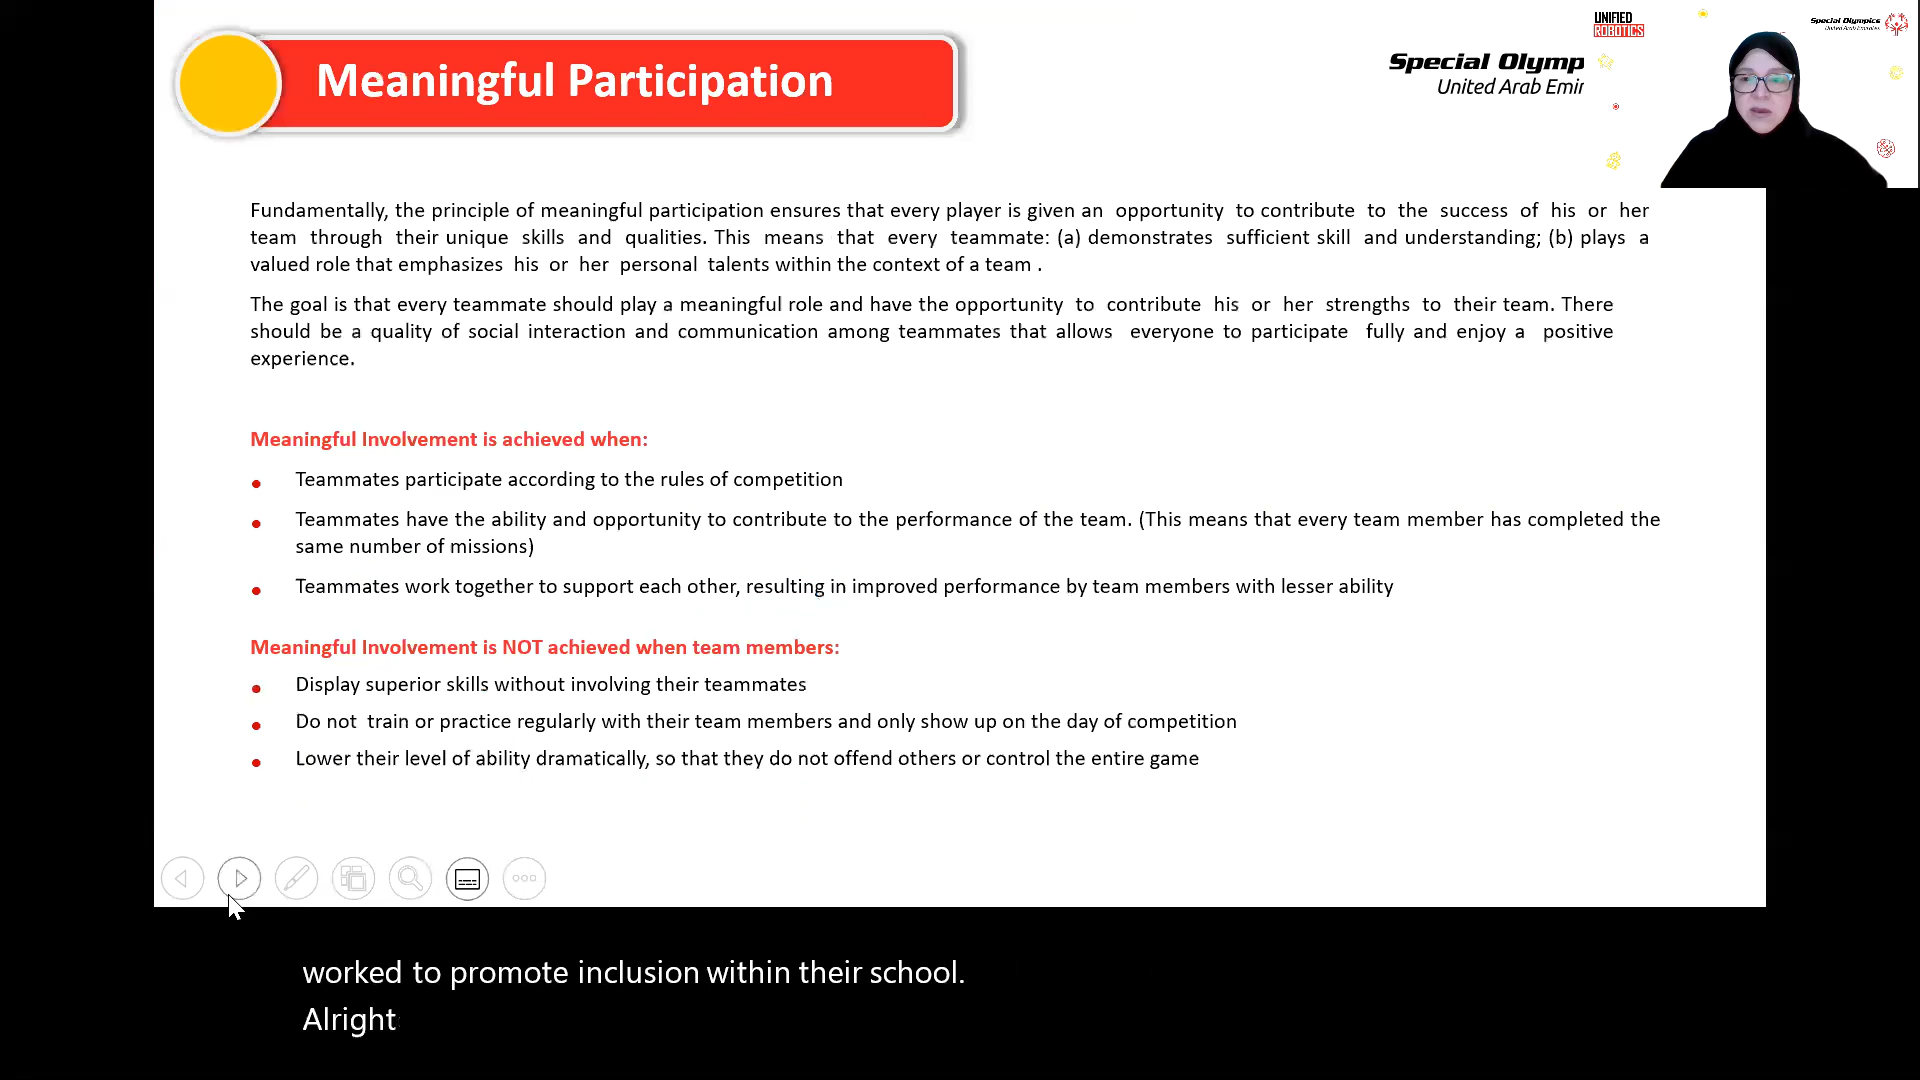 Meaningful Participation
UNIFIED
ROBOTICS
Special Olymp
United Arab Emir
Special Olympics
United Arab Emirates
Fundamentally, the principle of meaningful participation ensures that every player is given an opportunity to contribute to the success of his or her
team through their unique skills and qualities. This means that every teammate: (a) demonstrates sufficient skill and understanding; (b) plays a
valued role that emphasizes his or her personal talents within the context of a team .
The goal is that every teammate should play a meaningful role and have the opportunity to contribute his or her strengths to their team. There
should be a quality of social interaction and communication among teammates that allows everyone to participate fully and enjoy a positive
experience.
Meaningful Involvement is achieved when:
• Teammates participate according to the rules of competition
• Teammates have the ability and opportunity to contribute to the performance of the team. (This means that every team member has completed the
same number of missions)
• Teammates work together to support each other, resulting in improved performance by team members with lesser ability
Meaningful Involvement is NOT achieved when team members:
• Display superior skills without involving their teammates
• Do not train or practice regularly with their team members and only show up on the day of competition
• Lower their level of ability dramatically, so that they do not offend others or control the entire game
worked to promote inclusion within their school.
Alright